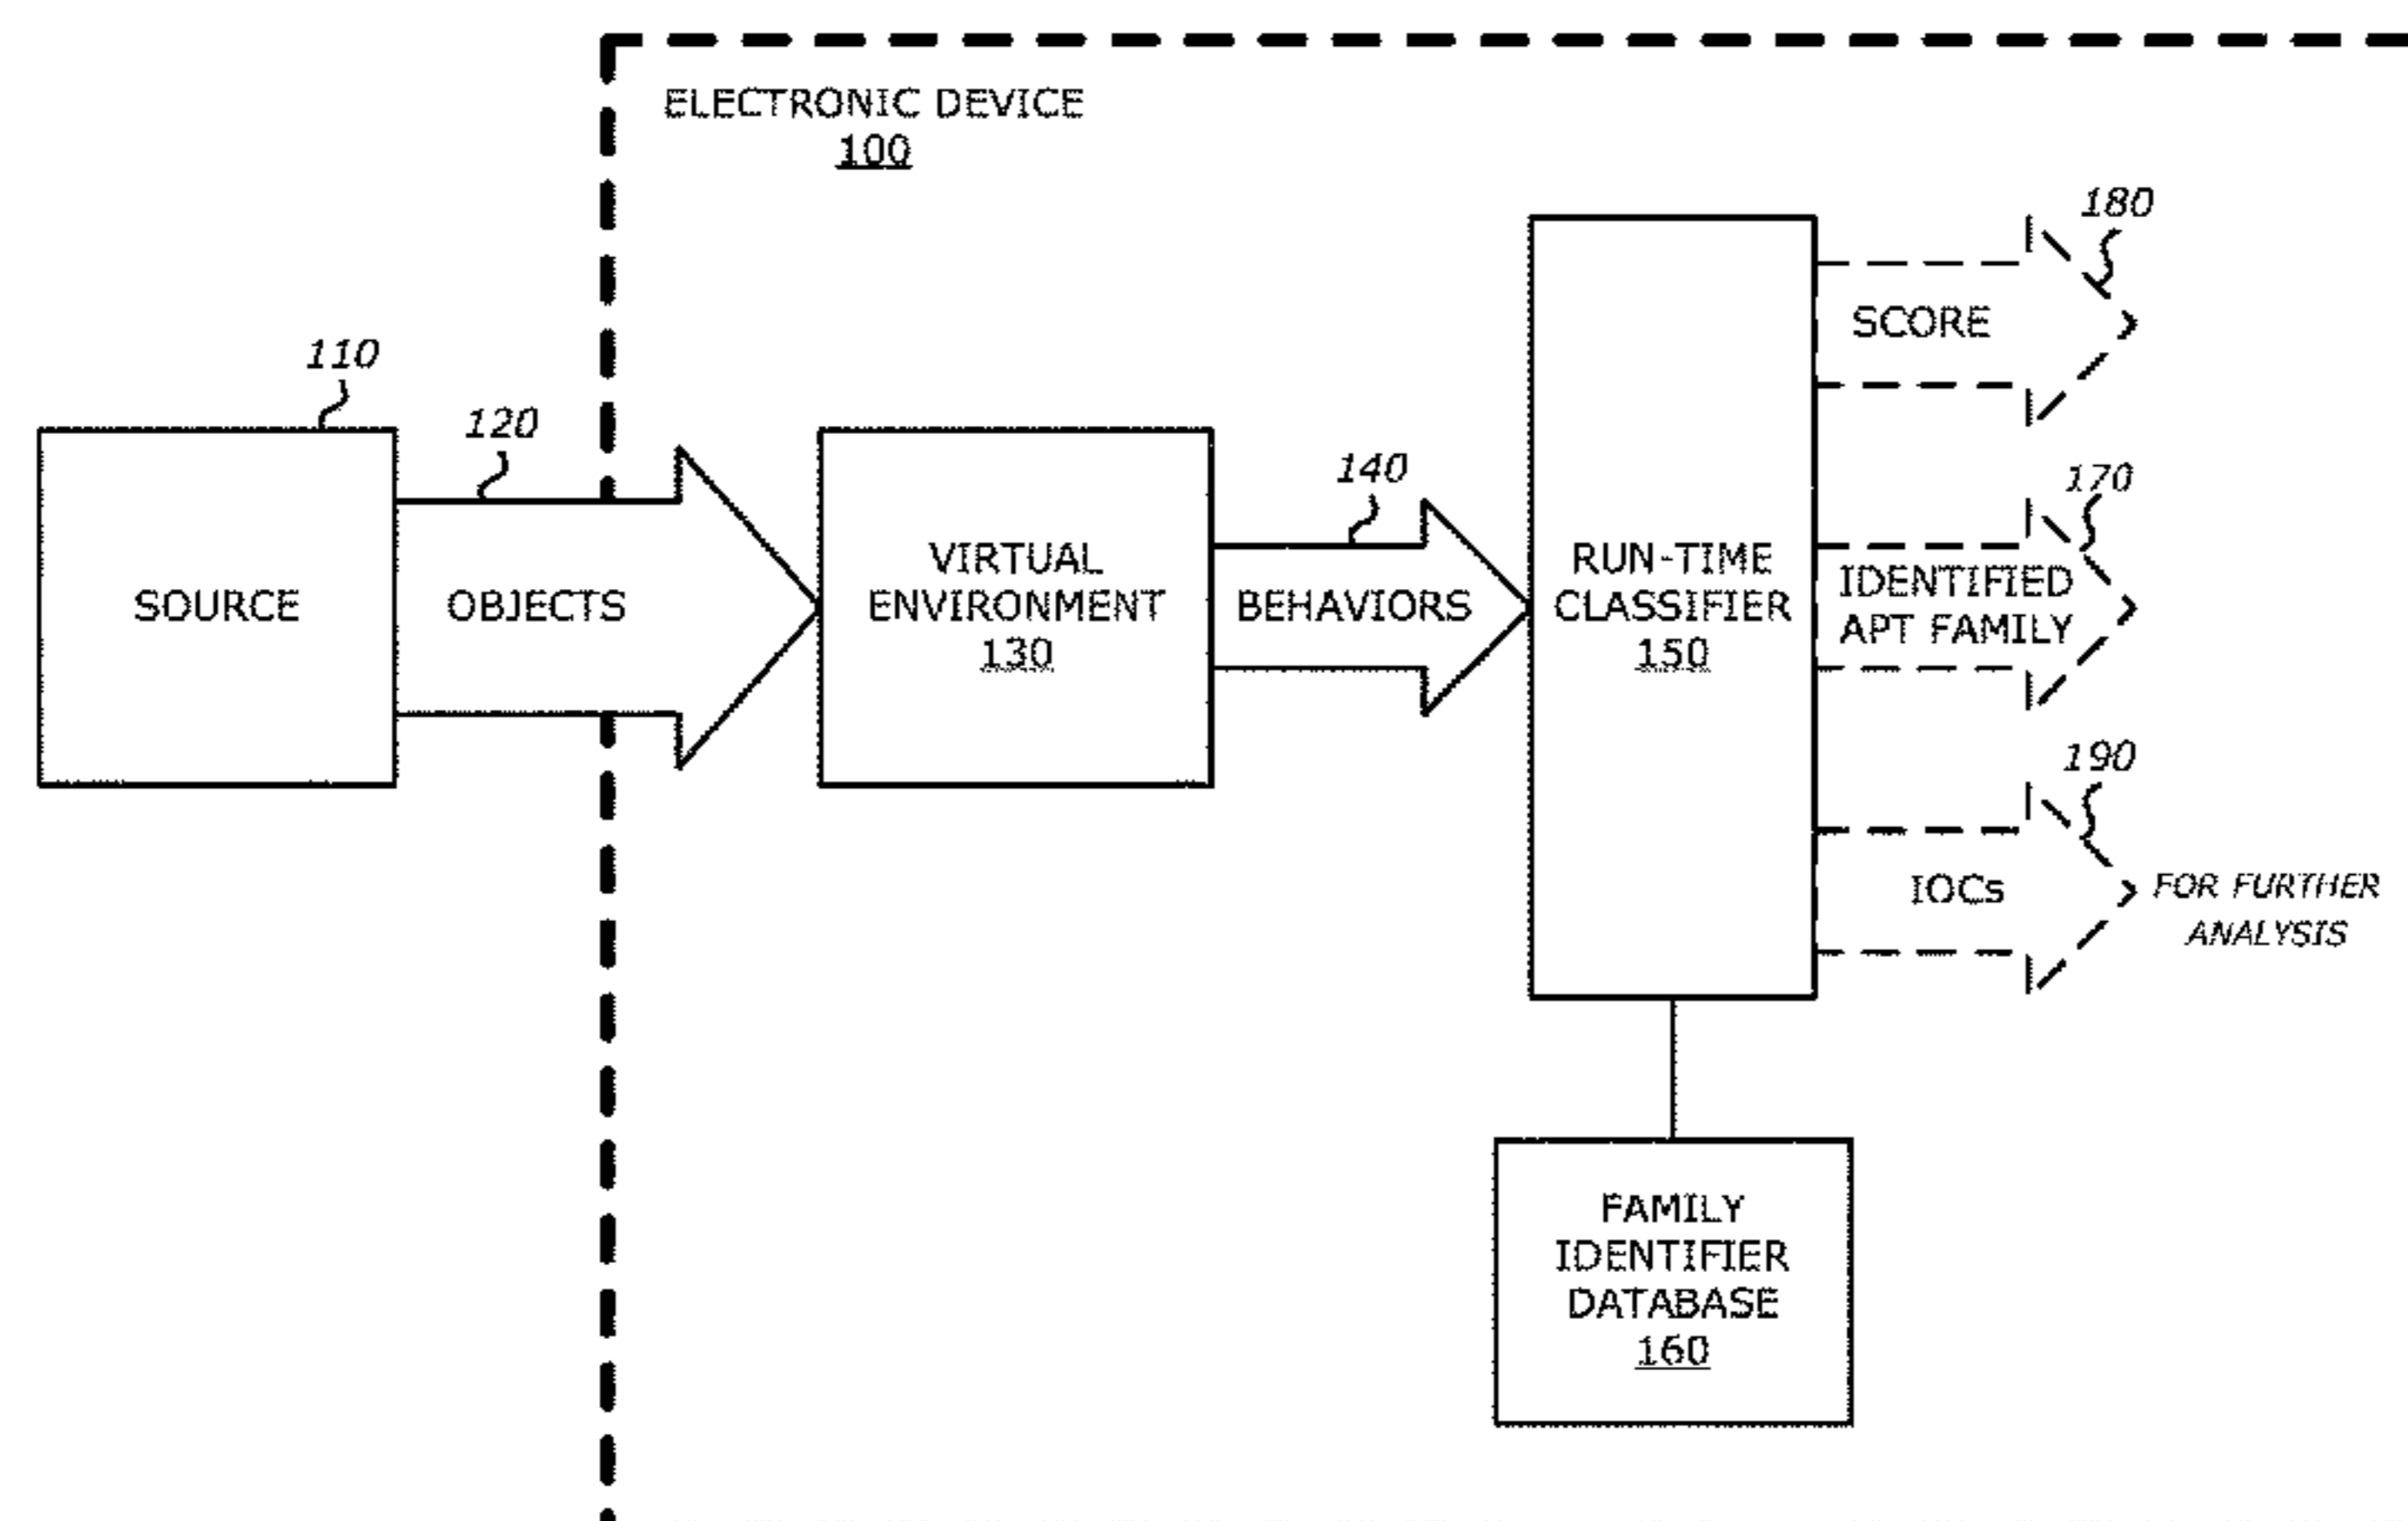 ELECTRONIC DEVICE
100
180
SCORE
110
120
SOURCE
OBJECTS
VIRTUAL
ENVIRONMENT
130
140
BEHAVIORS
RUN-TIME
CLASSIFIER
150
170
IDENTIFIED
APT FAMILY
190
IOCs
FOR FURTHER
ANALYSIS
FAMILY
IDENTIFIER
DATABASE
160